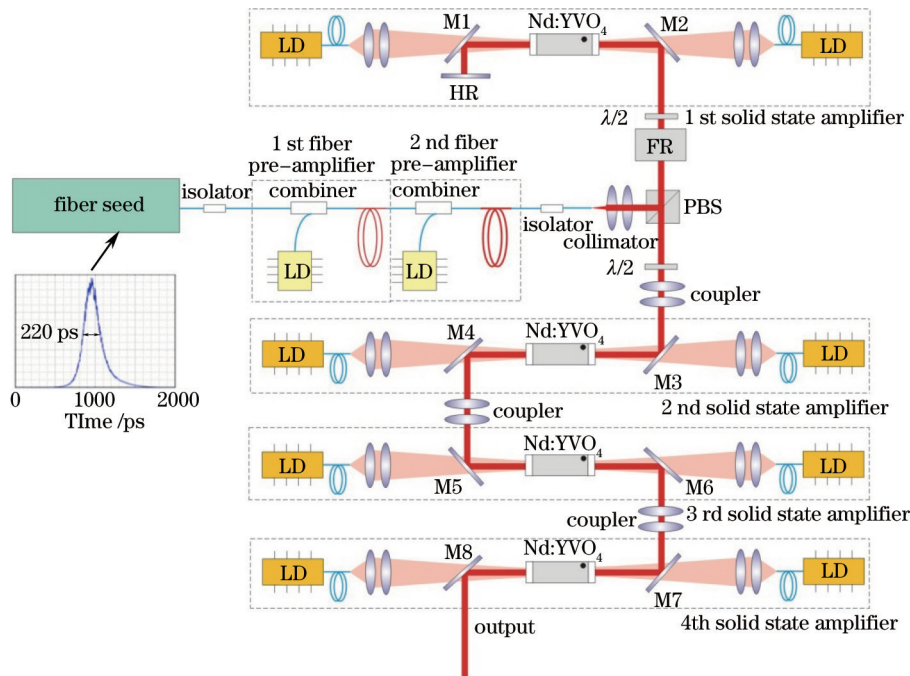 M1
Nd:YVO4
M2
LD
LD
HR
λ/2
1 st solid state amplifier
FR
1 st fiber
pre-amplifier
2 nd fiber
pre-amplifier
fiber seed
isolator
combiner
combiner
isolator
collimator
PBS
LD
LD
λ/2
coupler
220 ps
0
1000
2000
TIme /ps
M4
Nd:YVO4
LD
LD
M3
2 nd solid state amplifier
coupler
Nd:YVO4
LD
LD
M5
M6
3 rd solid state amplifier
coupler
M8
Nd:YVO4
LD
LD
M7
4th solid state amplifier
output